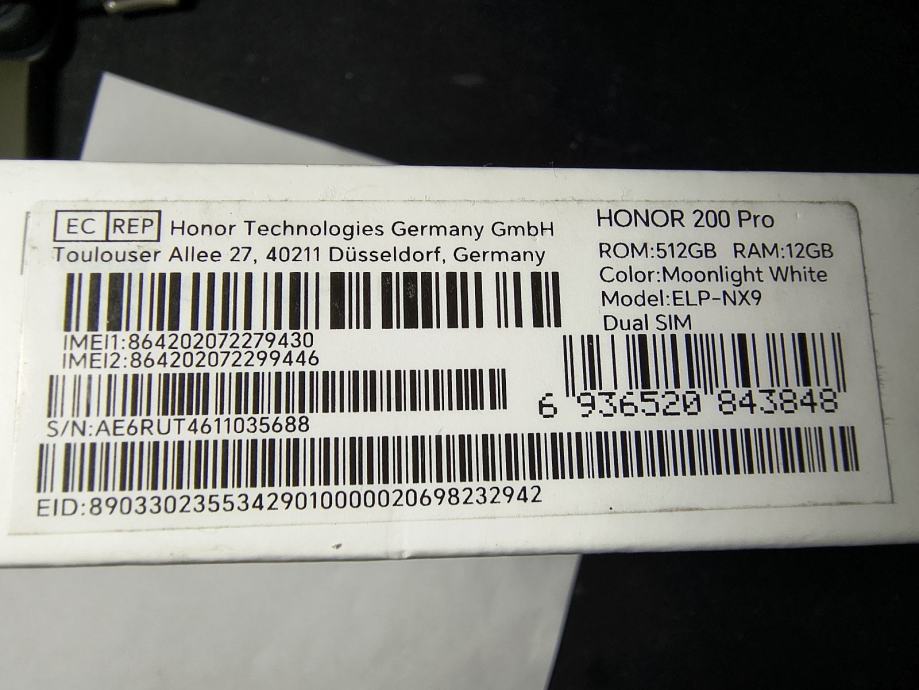 EC REP Honor Technologies Germany GmbH
Toulouser Allee 27, 40211 Düsseldorf, Germany
IMEI1:864202072279430
IMEI2:864202072299446
S/N:AE6RUT4611035688
EID:89033023553429010000020698232942
HONOR 200 Pro
ROM:512GB RAM:12GB
Color:Moonlight White
Model:ELP-NX9
Dual SIM
6 936520 843848